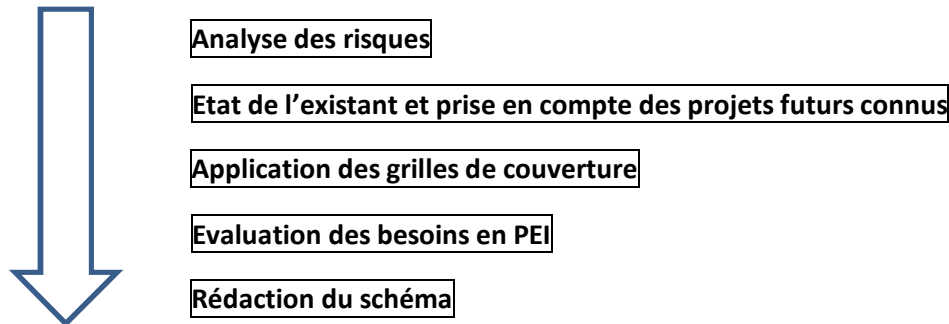 Analyse des risques
Etat de l’existant et prise en compte des projets futurs connus
Application des grilles de couverture
Evaluation des besoins en PEI
Rédaction du schéma